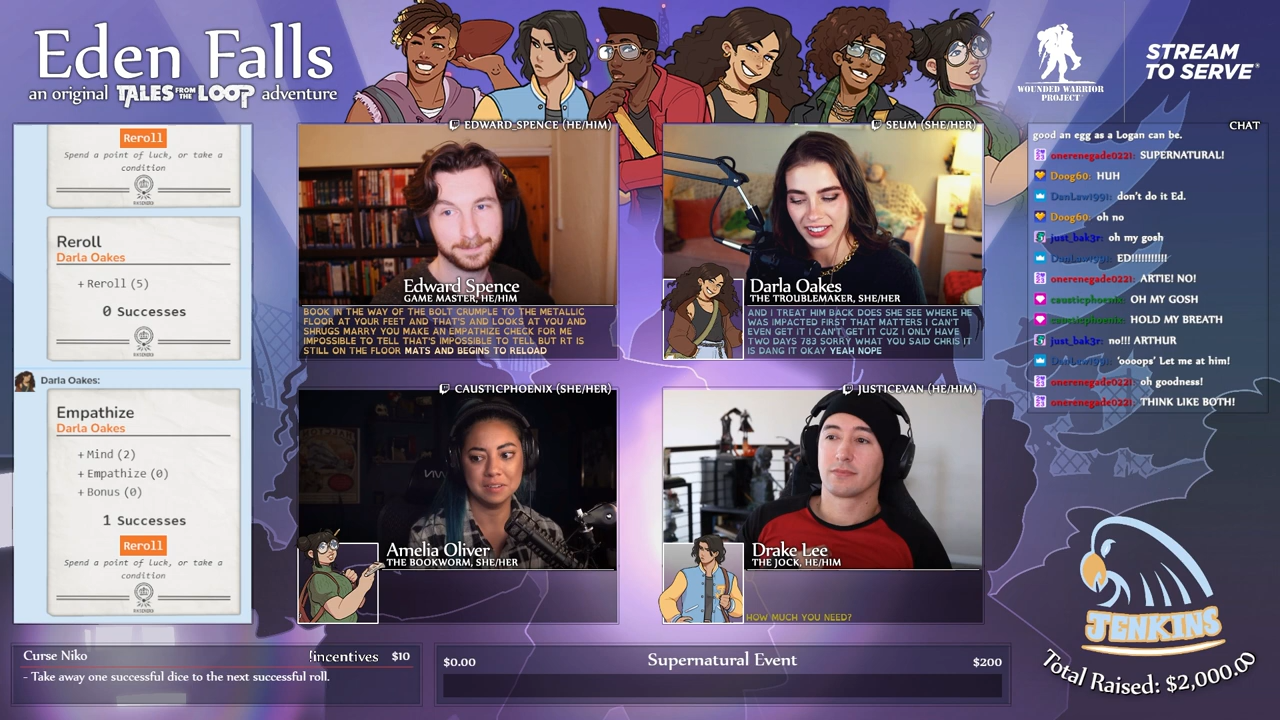 Eden Falls
an original TALES FROM THE LOOP adventure
WOUNDED WARRIOR
PROJECT
STREAM
TO SERVE
Reroll
Spend a point of luck, or take a
condition
Reroll
Darla Oakes
+ Reroll (5)
0 Successes
Darla Oakes:
Empathize
Darla Oakes
+ Mind (2)
+ Empathize (0)
+ Bonus (0)
1 Successes
Reroll
Spend a point of luck, or take a
condition
EDWARD_SPENCE (HE/HIM)
Edward Spence
GAME MASTER, HE/HIM
BOOK IN THE WAY OF THE BOLT CRUMPLE TO THE METALLIC
FLOOR AT YOUR FEET AND THAT'S AND LOOKS AT YOU AND
SHRUGS MARRY YOU MAKE AN EMPATHIZE CHECK FOR ME
IMPOSSIBLE TO TELL THAT'S IMPOSSIBLE TO TELL BUT RT IS
STILL ON THE FLOOR MATS AND BEGINS TO RELOAD
SEUM (SHE/HER)
Darla Oakes
THE TROUBLEMAKER, SHE/HER
AND I TREAT HIM BACK DOES SHE SEE WHERE HE
WAS IMPACTED FIRST THAT MATTERS I CAN'T
EVEN GET IT I CAN'T GET IT CUZ I ONLY HAVE
TWO DAYS 783 SORRY WHAT YOU SAID CHRIS IT
IS DANG IT OKAY YEAH NOPE
CAUSTICPHOENIX (SHE/HER)
Amelia Oliver
THE BOOKWORM, SHE/HER
JUSTICEVAN (HE/HIM)
Drake Lee
THE JOCK, HE/HIM
HOW MUCH YOU NEED?
CHAT
good an egg as a Logan can be.
onerenegade0221: SUPERNATURAL!
Doog60: HUH
DanLaw1991: don't do it Ed.
Doog60: oh no
just_bak3r: oh my gosh
DanLaw1991: ED!!!!!!!!!!!
onerenegade0221: ARTIE! NO!
causticphoenix: OH MY GOSH
causticphoenix: HOLD MY BREATH
just_bak3r: no!!! ARTHUR
DanLaw1991: 'oooops' Let me at him!
onerenegade0221: oh goodness!
onerenegade0221: THINK LIKE BOTH!
JENKINS
Total Raised: $2,000.00
Curse Niko !incentives $10
- Take away one successful dice to the next successful roll.
$0.00 Supernatural Event $200